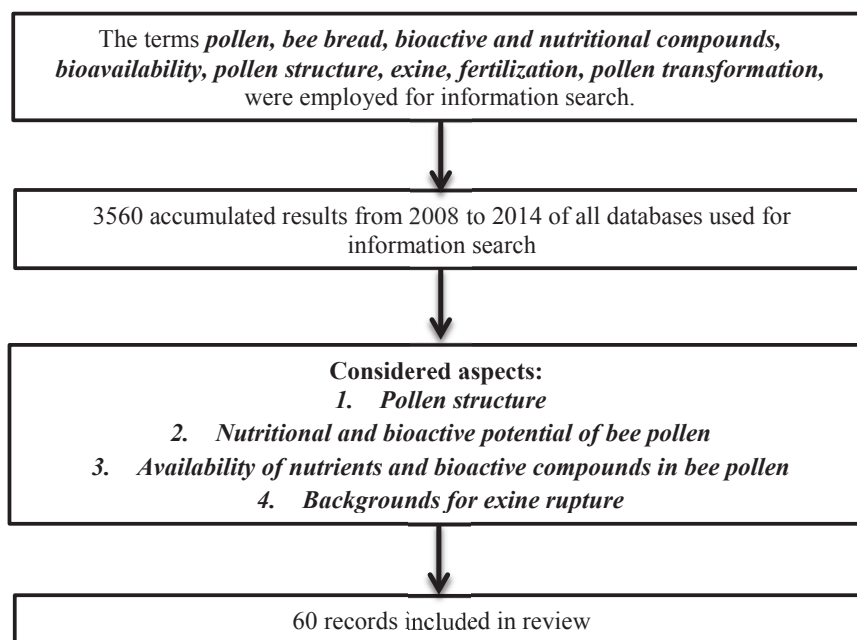 The terms pollen, bee bread, bioactive and nutritional compounds,
bioavailability, pollen structure, exine, fertilization, pollen transformation,
were employed for information search.
3560 accumulated results from 2008 to 2014 of all databases used for
information search
Considered aspects:
1. Pollen structure
2. Nutritional and bioactive potential of bee pollen
3. Availability of nutrients and bioactive compounds in bee pollen
4. Backgrounds for exine rupture
60 records included in review